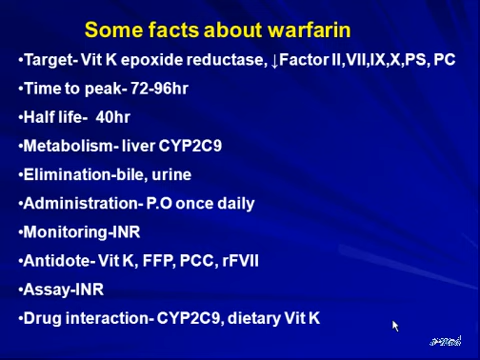 Some facts about warfarin
•Target- Vit K epoxide reductase, ↓Factor II,VII,IX,X,PS, PC
•Time to peak- 72-96hr
•Half life-  40hr
•Metabolism- liver CYP2C9
•Elimination-bile, urine
•Administration- P.O once daily
•Monitoring-INR
•Antidote- Vit K, FFP, PCC, rFVII
•Assay-INR
•Drug interaction- CYP2C9, dietary Vit K